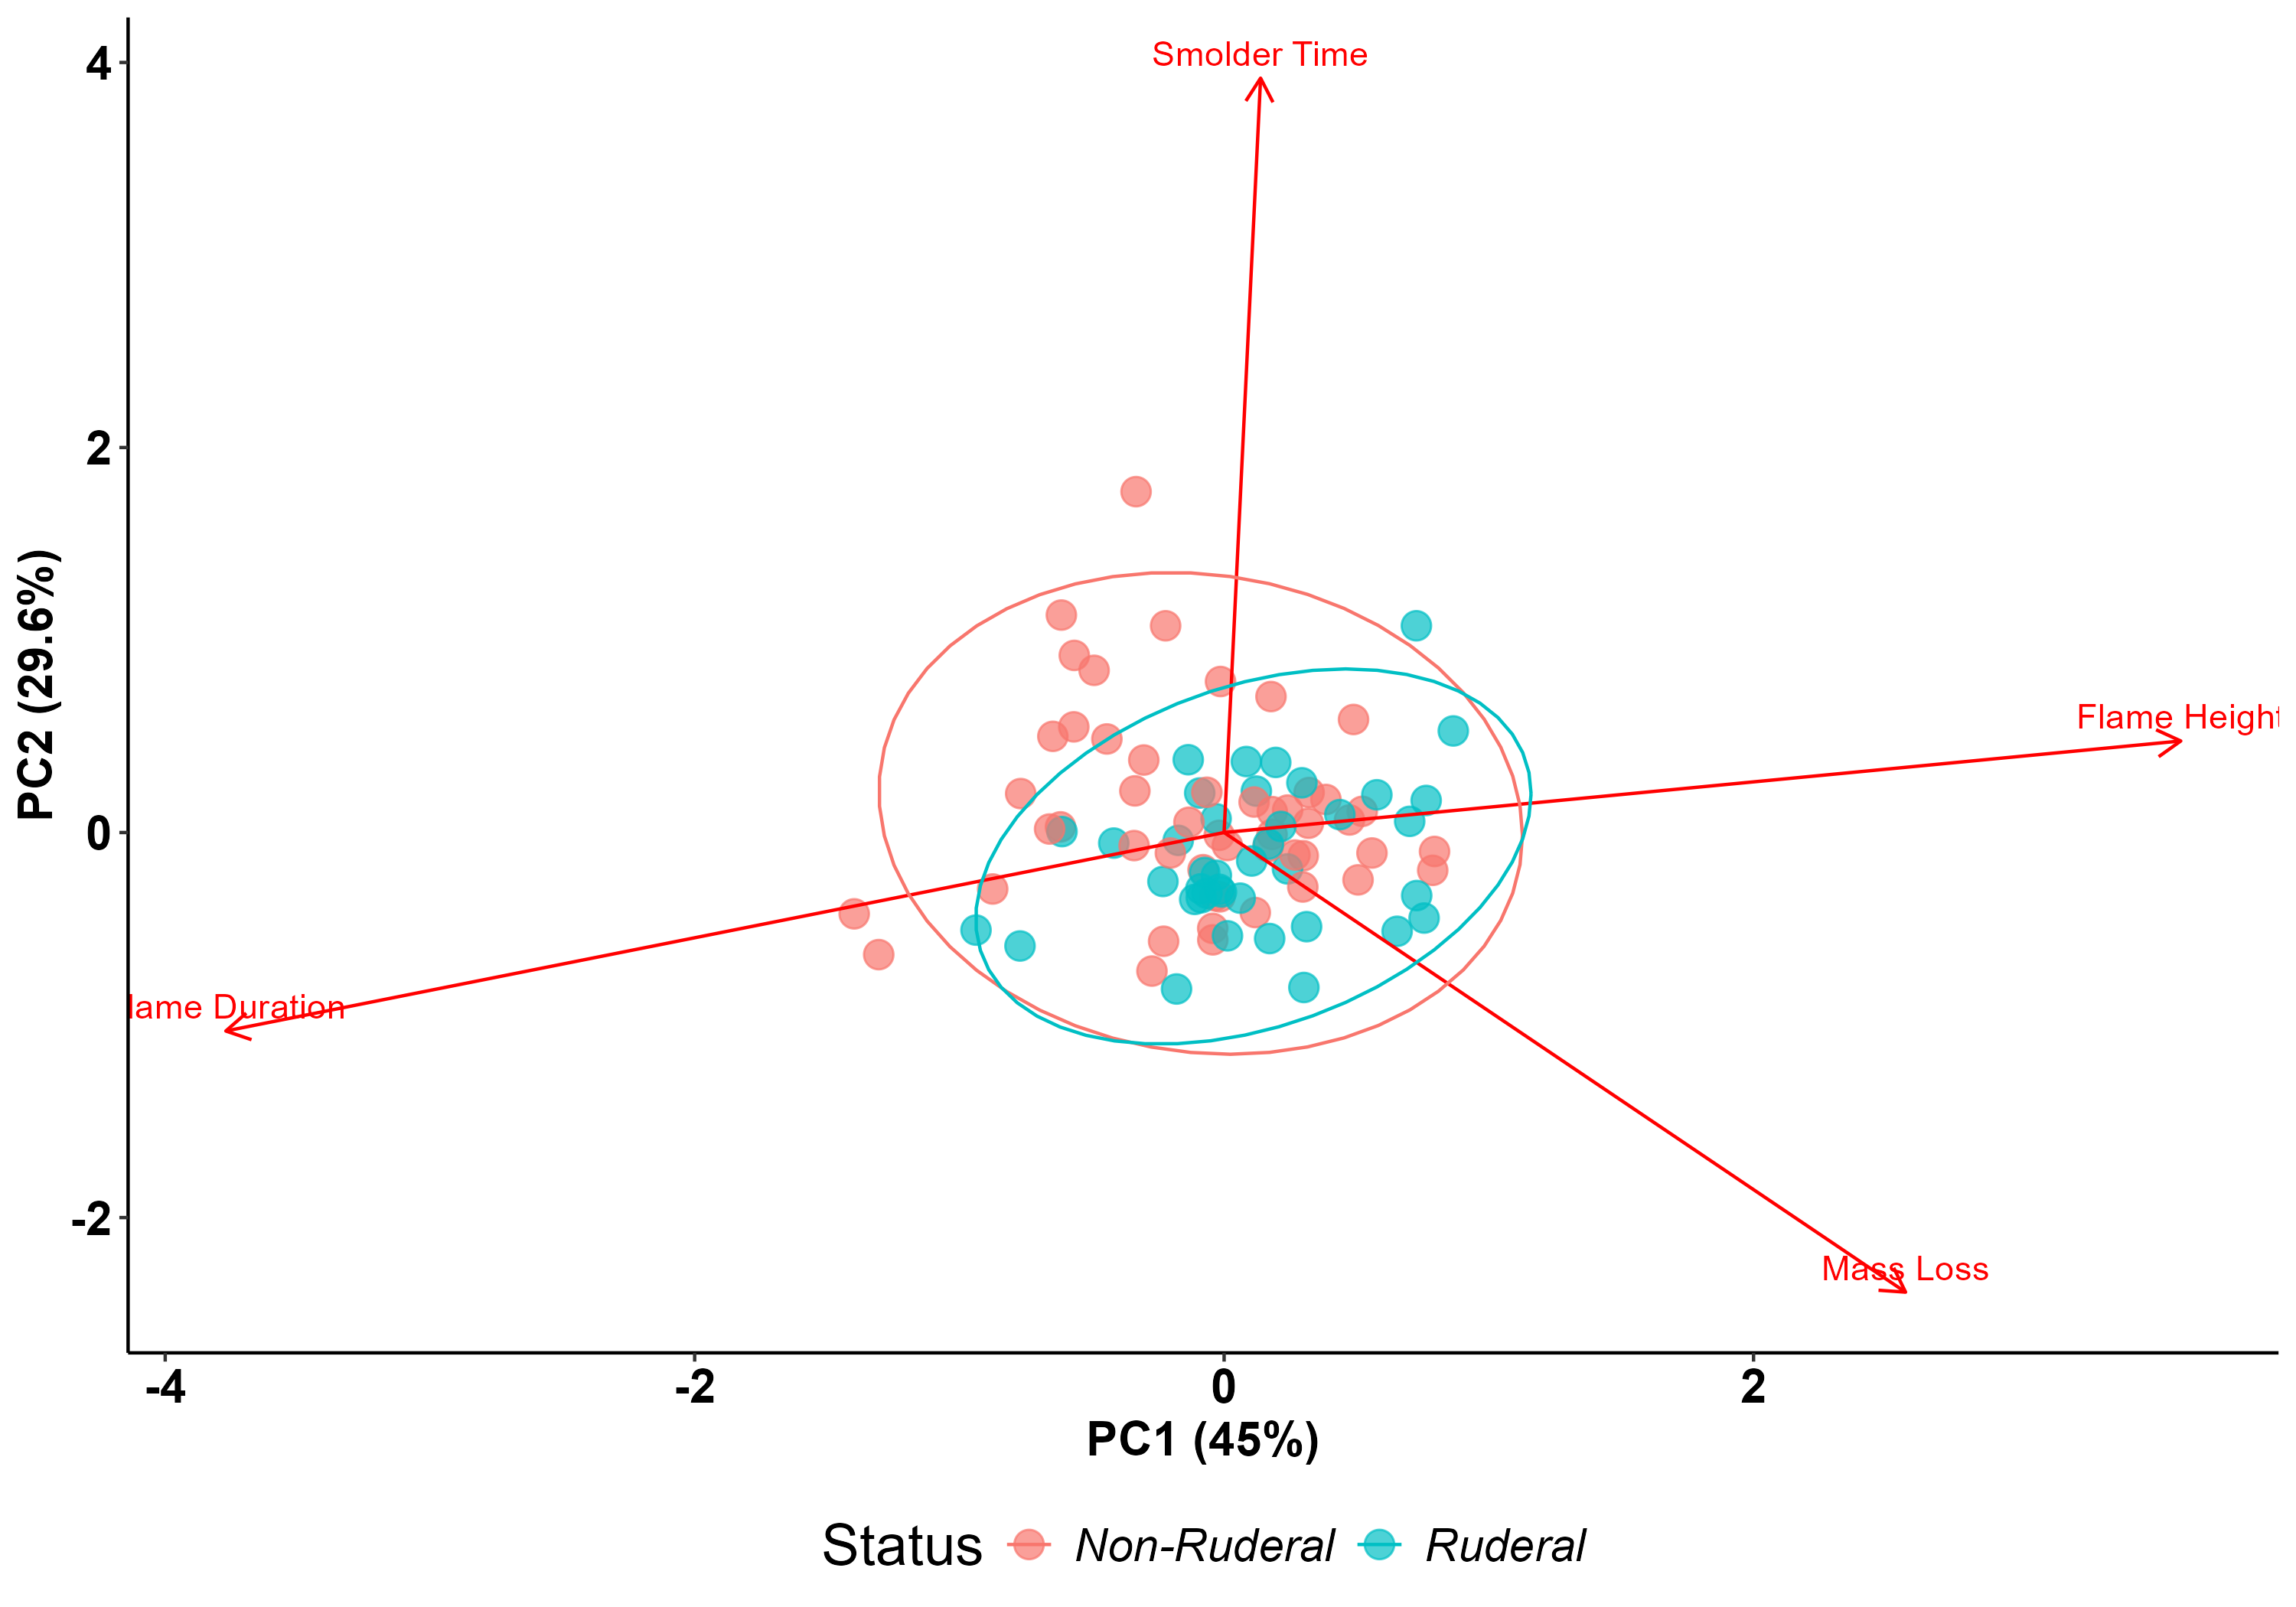 Smolder Time
4
2
0
-2
PC2 (29.6%)
Flame Height
lame Duration
Mass Loss
-4
-2
0
2
PC1 (45%)
Status Non-Ruderal Ruderal